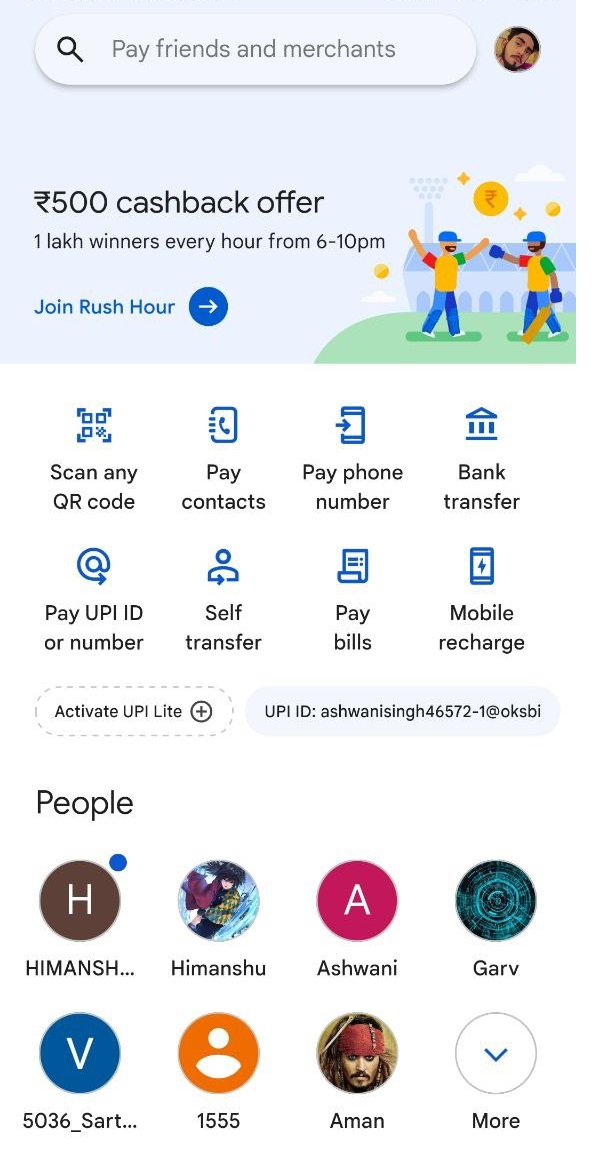 Pay friends and merchants
₹500 cashback offer
₹
1 lakh winners every hour from 6-10pm
Join Rush Hour
Scan any
QR code
Pay
contacts
Pay phone
number
Bank
transfer
Pay UPI ID
or number
Self
transfer
Pay
bills
Mobile
recharge
Activate UPI Lite
UPI ID: ashwanisingh46572-1@oksbi
People
H
A
HIMANSH...
Himanshu
Ashwani
Garv
V
5036_Sart...
1555
Aman
More